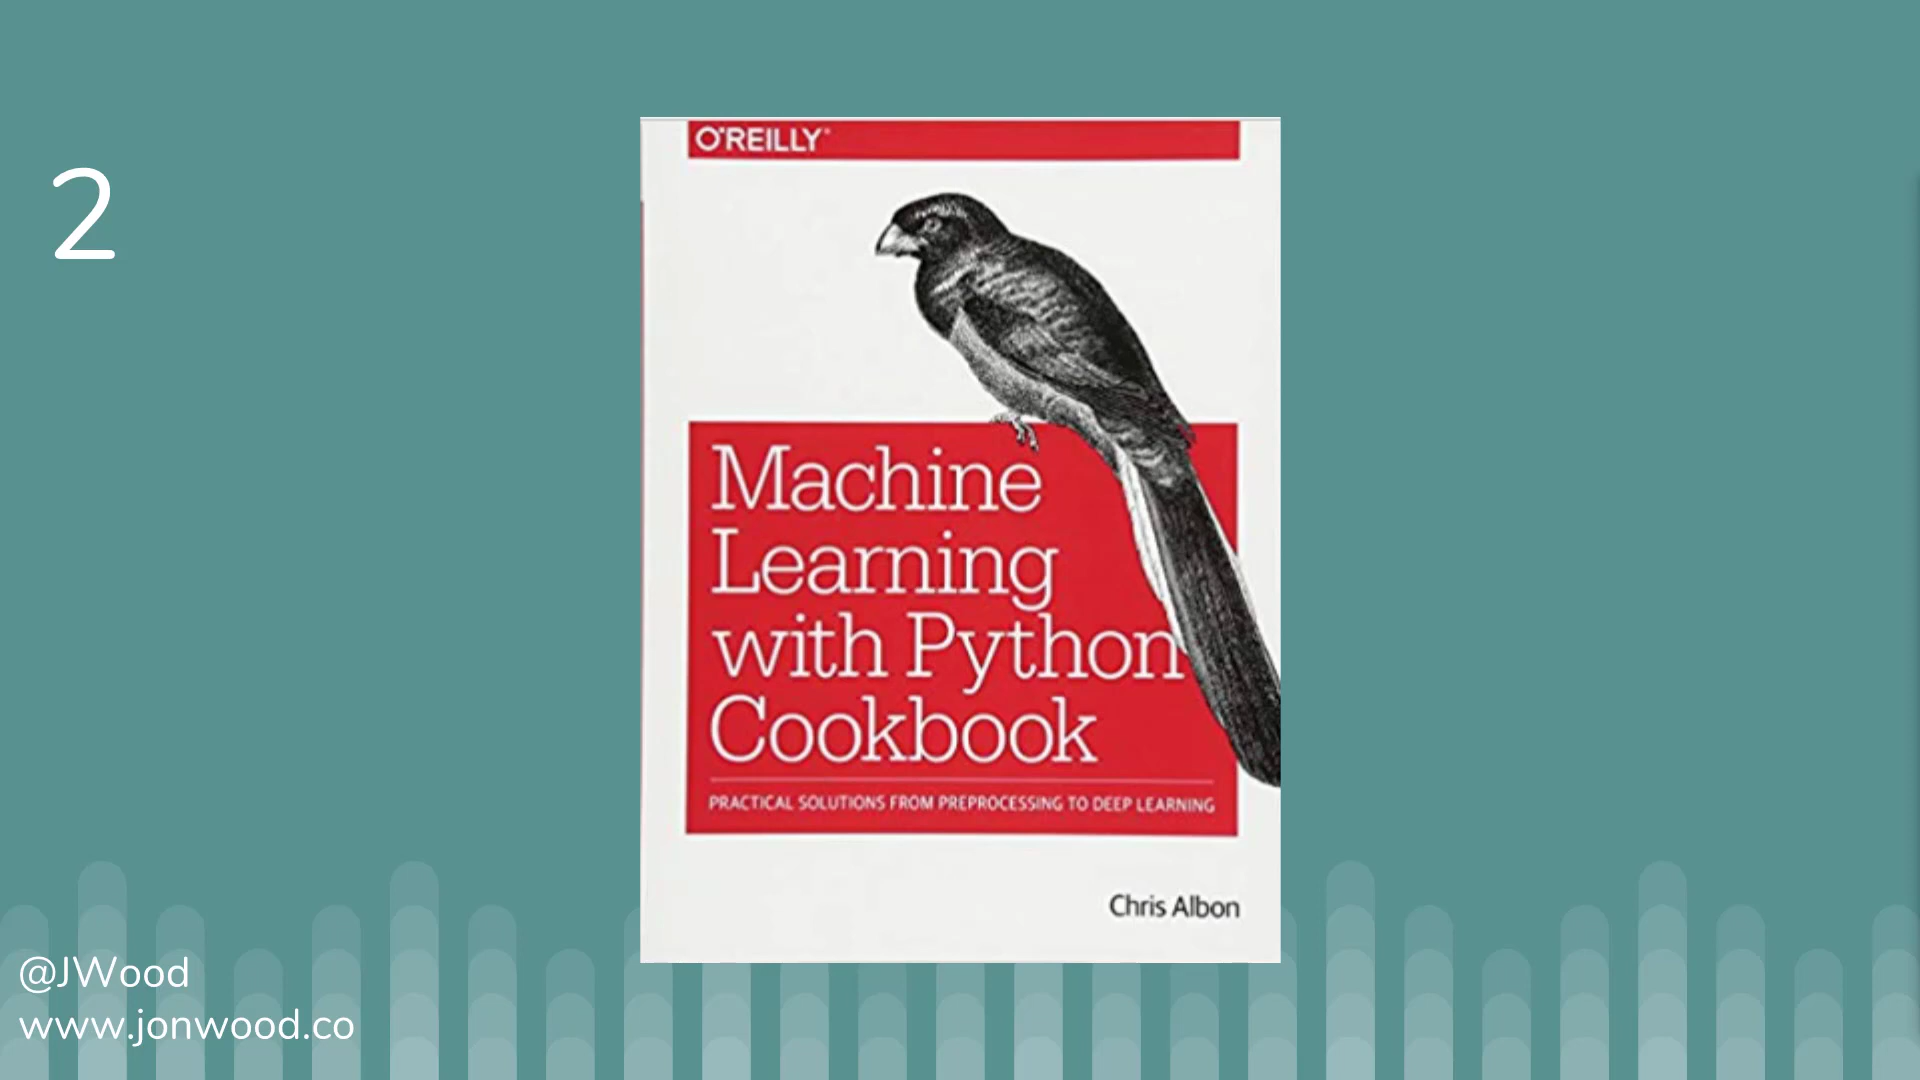 2
O'REILLY®
Machine
Learning
with Python
Cookbook
PRACTICAL SOLUTIONS FROM PREPROCESSING TO DEEP LEARNING
Chris Albon
@JWood
www.jonwood.co